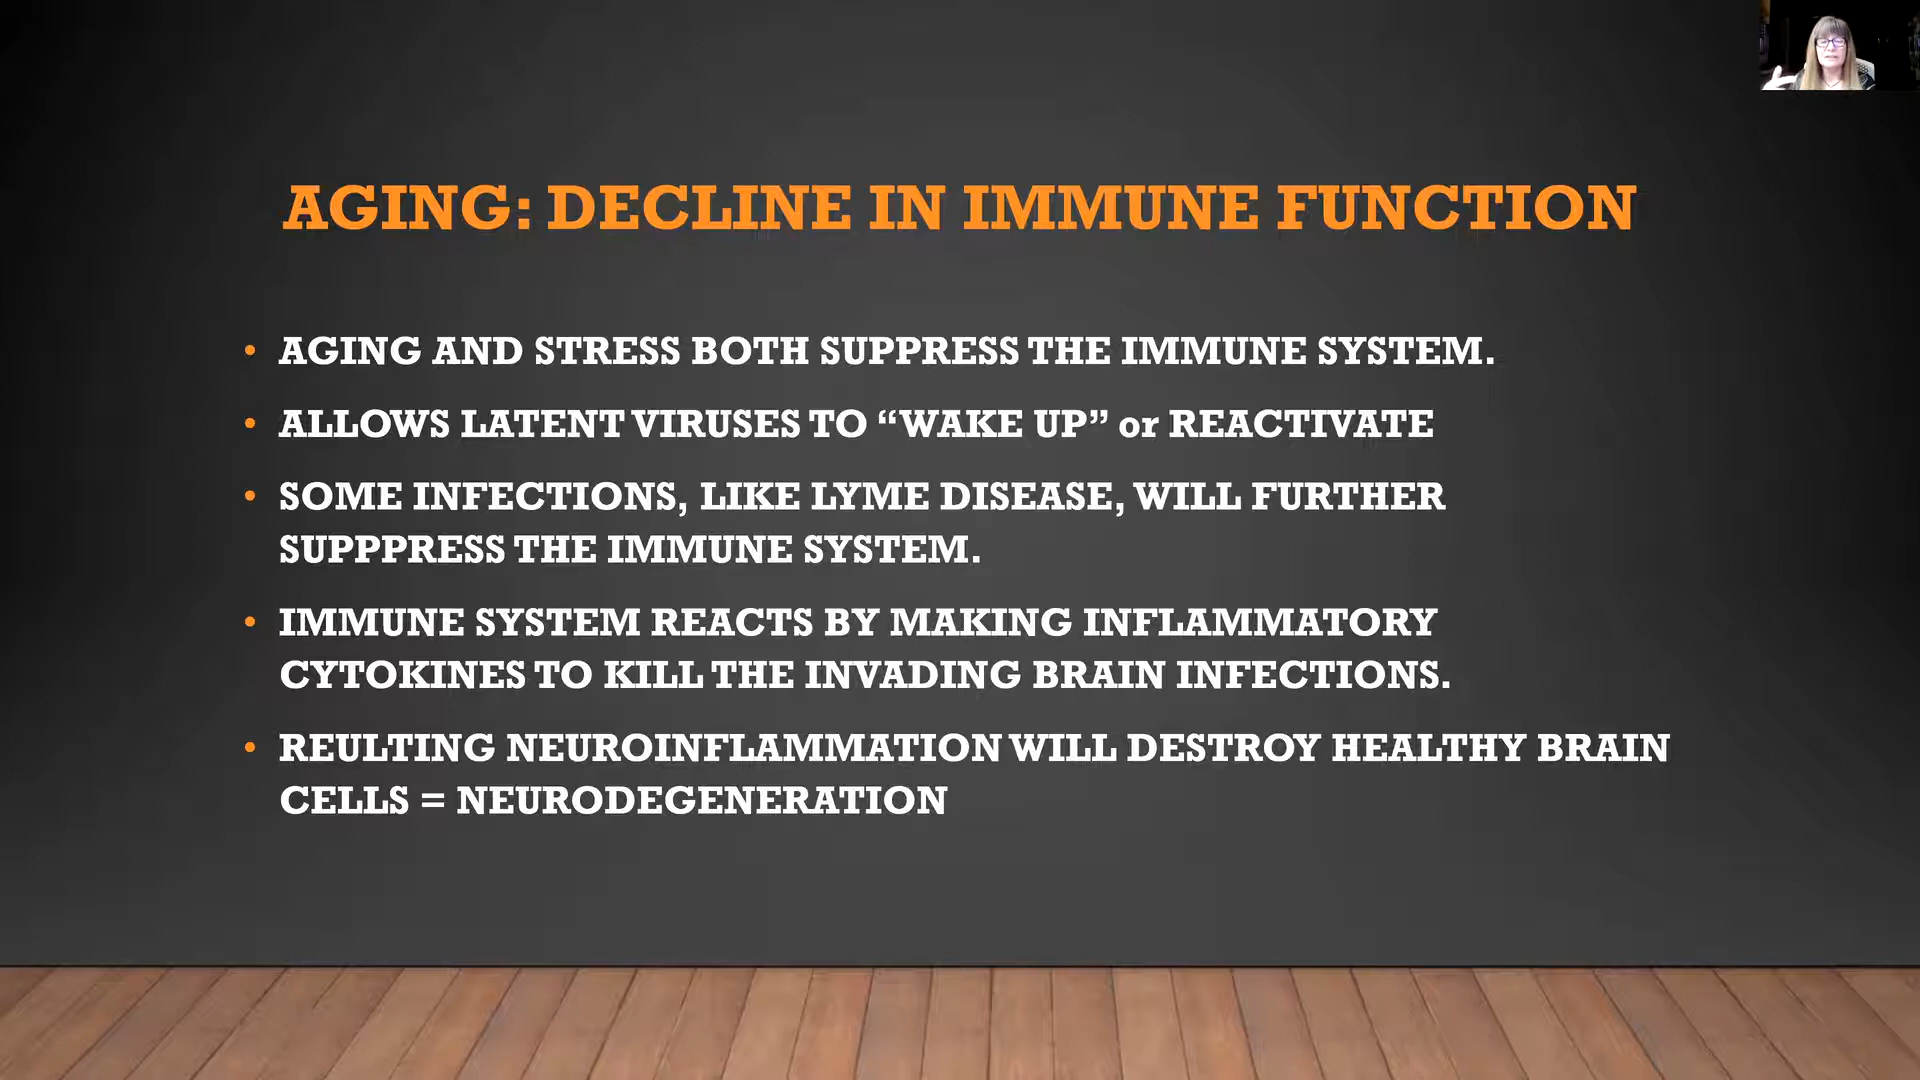 AGING: DECLINE IN IMMUNE FUNCTION
• AGING AND STRESS BOTH SUPPRESS THE IMMUNE SYSTEM.
• ALLOWS LATENT VIRUSES TO “WAKE UP” or REACTIVATE
• SOME INFECTIONS, LIKE LYME DISEASE, WILL FURTHER
SUPPPRESS THE IMMUNE SYSTEM.
• IMMUNE SYSTEM REACTS BY MAKING INFLAMMATORY
CYTOKINES TO KILL THE INVADING BRAIN INFECTIONS.
• REULTING NEUROINFLAMMATION WILL DESTROY HEALTHY BRAIN
CELLS = NEURODEGENERATION